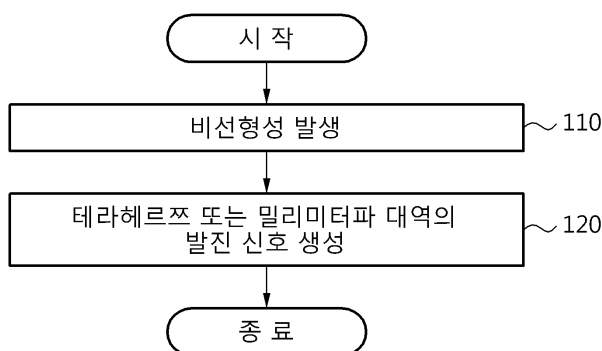 시 작
비선형성 발생
110
테라헤르쯔 또는 밀리미터파 대역의
발진 신호 생성
120
종 료